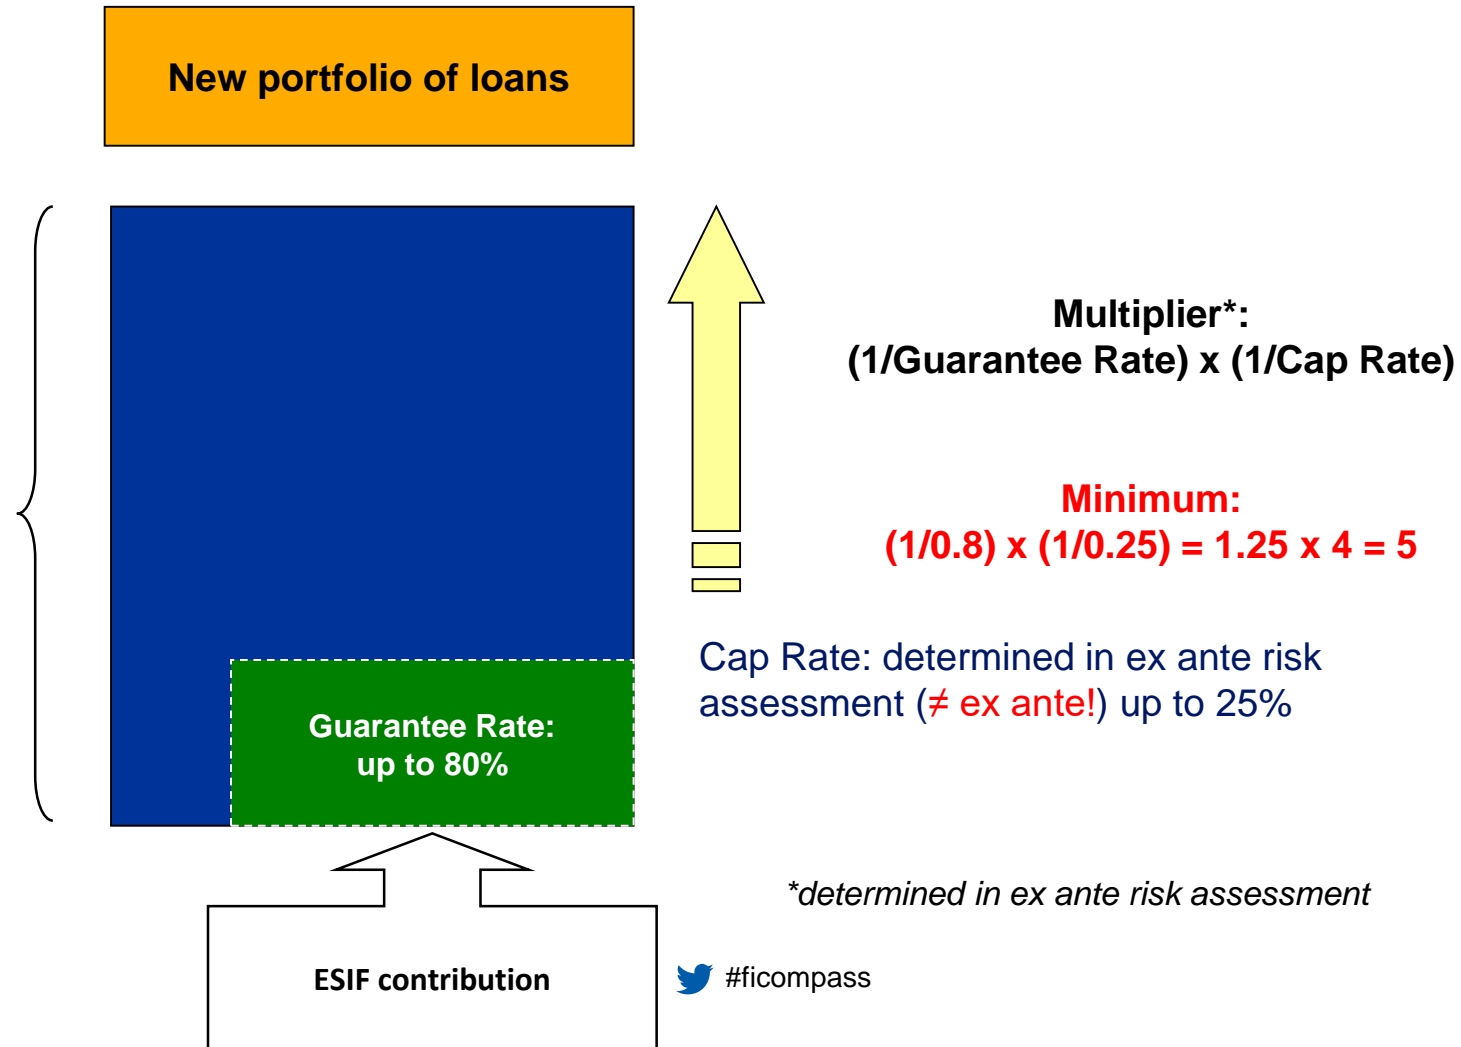 New portfolio of loans
Multiplier*:
(1/Guarantee Rate) x (1/Cap Rate)
Minimum:
(1/0.8) x (1/0.25) = 1.25 x 4 = 5
Cap Rate: determined in ex ante risk
assessment (≠ ex ante!) up to 25%
Guarantee Rate:
up to 80%
*determined in ex ante risk assessment
ESIF contribution
#ficompass